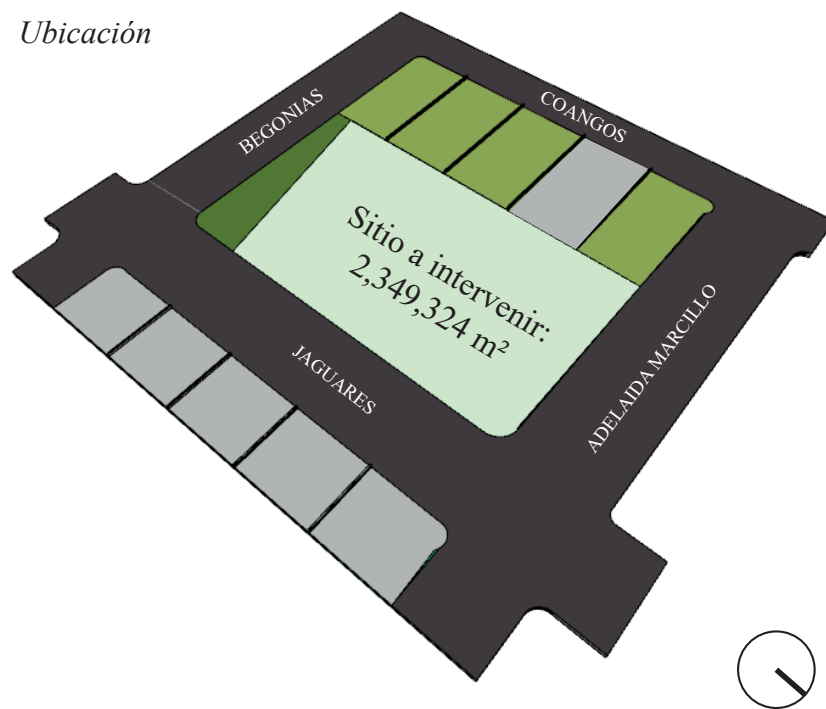 Ubicación
COANGOS
BEGONIAS
Sitio a intervenir:
2,349,324 m²
JAGUARES
ADELAIDA MARCILLO